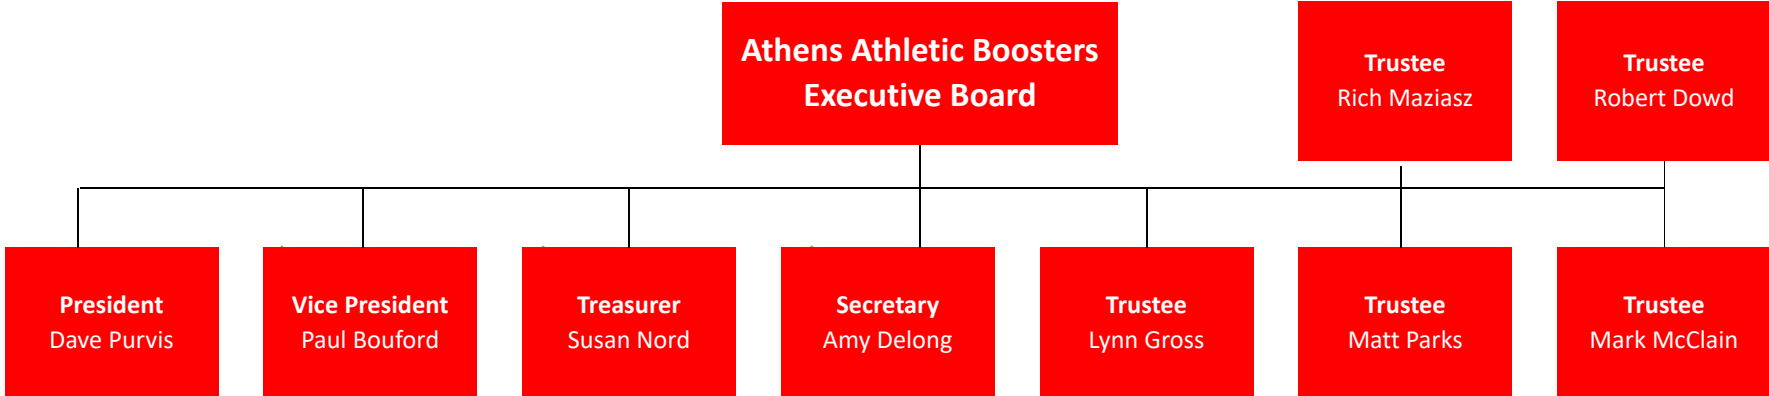 Athens Athletic Boosters
Executive Board
Trustee
Rich Maziasz
Trustee
Robert Dowd
President
Dave Purvis
Vice President
Paul Bouford
Treasurer
Susan Nord
Secretary
Amy Delong
Trustee
Lynn Gross
Trustee
Matt Parks
Trustee
Mark McClain